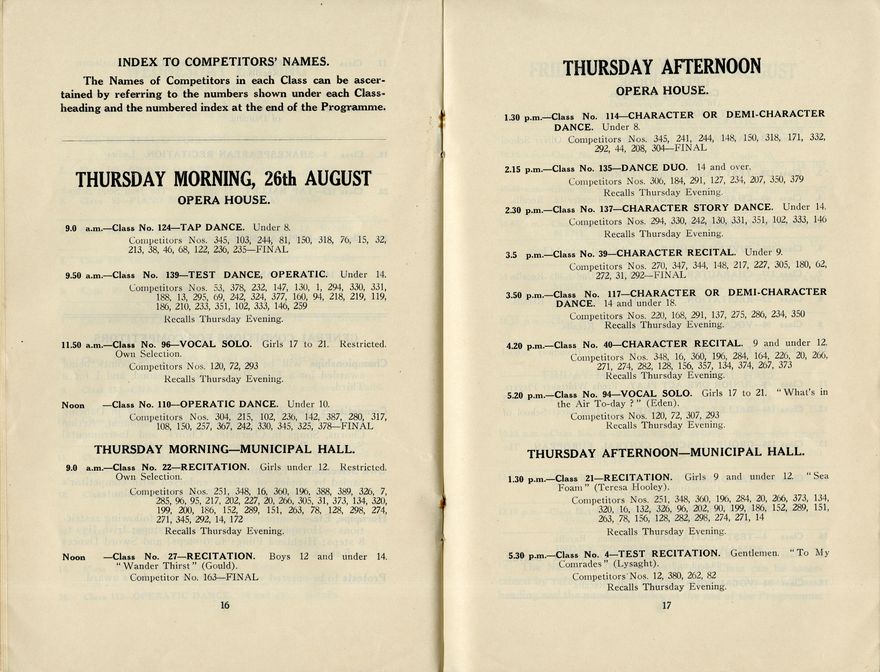 INDEX TO COMPETITORS' NAMES.
The Names of Competitors in each Class can be ascer-
tained by referring to the numbers shown under each Class-
heading and the numbered index at the end of the Programme.
THURSDAY MORNING, 26th AUGUST
OPERA HOUSE.
9.0 a.m.—Class No. 124—TAP DANCE. Under 8.
Competitors Nos. 345, 103, 244, 81, 150, 318, 76, 15, 32,
213, 38, 46, 68, 122, 236, 235—FINAL
9.50 a.m.—Class No. 139—TEST DANCE, OPERATIC. Under 14.
Competitors Nos. 53, 378, 232, 147, 130, 1, 294, 330, 331,
188, 13, 295, 69, 242, 324, 377, 160, 94, 218, 219, 119,
186, 210, 233, 351, 102, 333, 146, 259
Recalls Thursday Evening.
11.50 a.m.—Class No. 96—VOCAL SOLO. Girls 17 to 21. Restricted.
Own Selection.
Competitors Nos. 120, 72, 293
Recalls Thursday Evening.
Noon —Class No. 110—OPERATIC DANCE. Under 10.
Competitors Nos. 304, 215, 102, 236, 142, 387, 280, 317,
108, 150, 257, 367, 242, 330, 345, 325, 378—FINAL
THURSDAY MORNING—MUNICIPAL HALL.
9.0 a.m.—Class No. 22—RECITATION. Girls under 12. Restricted.
Own Selection.
Competitors Nos. 251, 348, 16, 360, 196, 388, 389, 326, 7,
285, 96, 95, 217, 202, 227, 20, 266, 305, 31, 373, 134, 320,
199, 200, 186, 152, 289, 151, 263, 78, 128, 298, 274,
271, 345, 292, 14, 172
Recalls Thursday Evening.
Noon —Class No. 27—RECITATION. Boys 12 and under 14.
"Wander Thirst" (Gould).
Competitor No. 163—FINAL
16
THURSDAY AFTERNOON
OPERA HOUSE.
1.30 p.m.—Class No. 114—CHARACTER OR DEMI-CHARACTER
DANCE. Under 8.
Competitors Nos. 345, 241, 244, 148, 150, 318, 171, 332,
292, 44, 208, 304—FINAL
2.15 p.m.—Class No. 135—DANCE DUO. 14 and over.
Competitors Nos. 306, 184, 291, 127, 234, 207, 350, 379
Recalls Thursday Evening.
2.30 p.m.—Class No. 137—CHARACTER STORY DANCE. Under 14.
Competitors Nos. 294, 330, 242, 130, 331, 351, 102, 333, 146
Recalls Thursday Evening.
3.5 p.m.—Class No. 39—CHARACTER RECITAL. Under 9.
Competitors Nos. 270, 347, 344, 148, 217, 227, 305, 180, 62,
272, 31, 292—FINAL
3.50 p.m.—Class No. 117—CHARACTER OR DEMI-CHARACTER
DANCE. 14 and under 18.
Competitors Nos. 220, 168, 291, 137, 275, 286, 234, 350
Recalls Thursday Evening.
4.20 p.m.—Class No. 40—CHARACTER RECITAL. 9 and under 12.
Competitors Nos. 348, 16, 360, 196, 284, 164, 226, 20, 266,
271, 274, 282, 128, 156, 357, 134, 374, 267, 373
Recalls Thursday Evening.
5.20 p.m.—Class No. 94—VOCAL SOLO. Girls 17 to 21. "What's in
the Air To-day ?" (Eden).
Competitors Nos. 120, 72, 307, 293
Recalls Thursday Evening.
THURSDAY AFTERNOON—MUNICIPAL HALL.
1.30 p.m.—Class 21—RECITATION. Girls 9 and under 12. "Sea
Foam" (Teresa Hooley).
Competitors Nos. 251, 348, 360, 196, 284, 20, 266, 373, 134,
320, 16, 132, 326, 96, 202, 90, 199, 186, 152, 289, 151,
263, 78, 156, 128, 282, 298, 274, 271, 14
Recalls Thursday Evening.
5.30 p.m.—Class No. 4—TEST RECITATION. Gentlemen. "To My
Comrades" (Lysaght).
Competitors Nos. 12, 380, 262, 82
Recalls Thursday Evening.
17